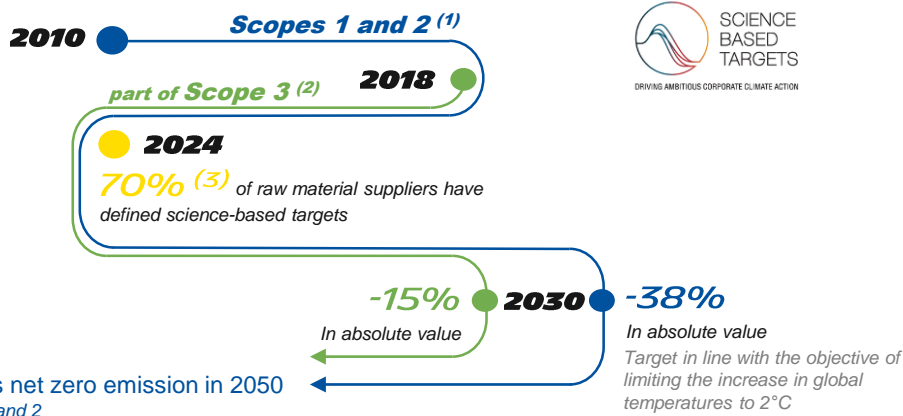 2010
Scopes 1 and 2 (1)
SCIENCE
BASED
TARGETS
DRIVING AMBITIOUS CORPORATE CLIMATE ACTION
2018
part of Scope 3 (2)
2024
70% (3) of raw material suppliers have
defined science-based targets
-15%
In absolute value
2030
-38%
In absolute value
Target in line with the objective of
limiting the increase in global
temperatures to 2°C
s net zero emission in 2050
and 2